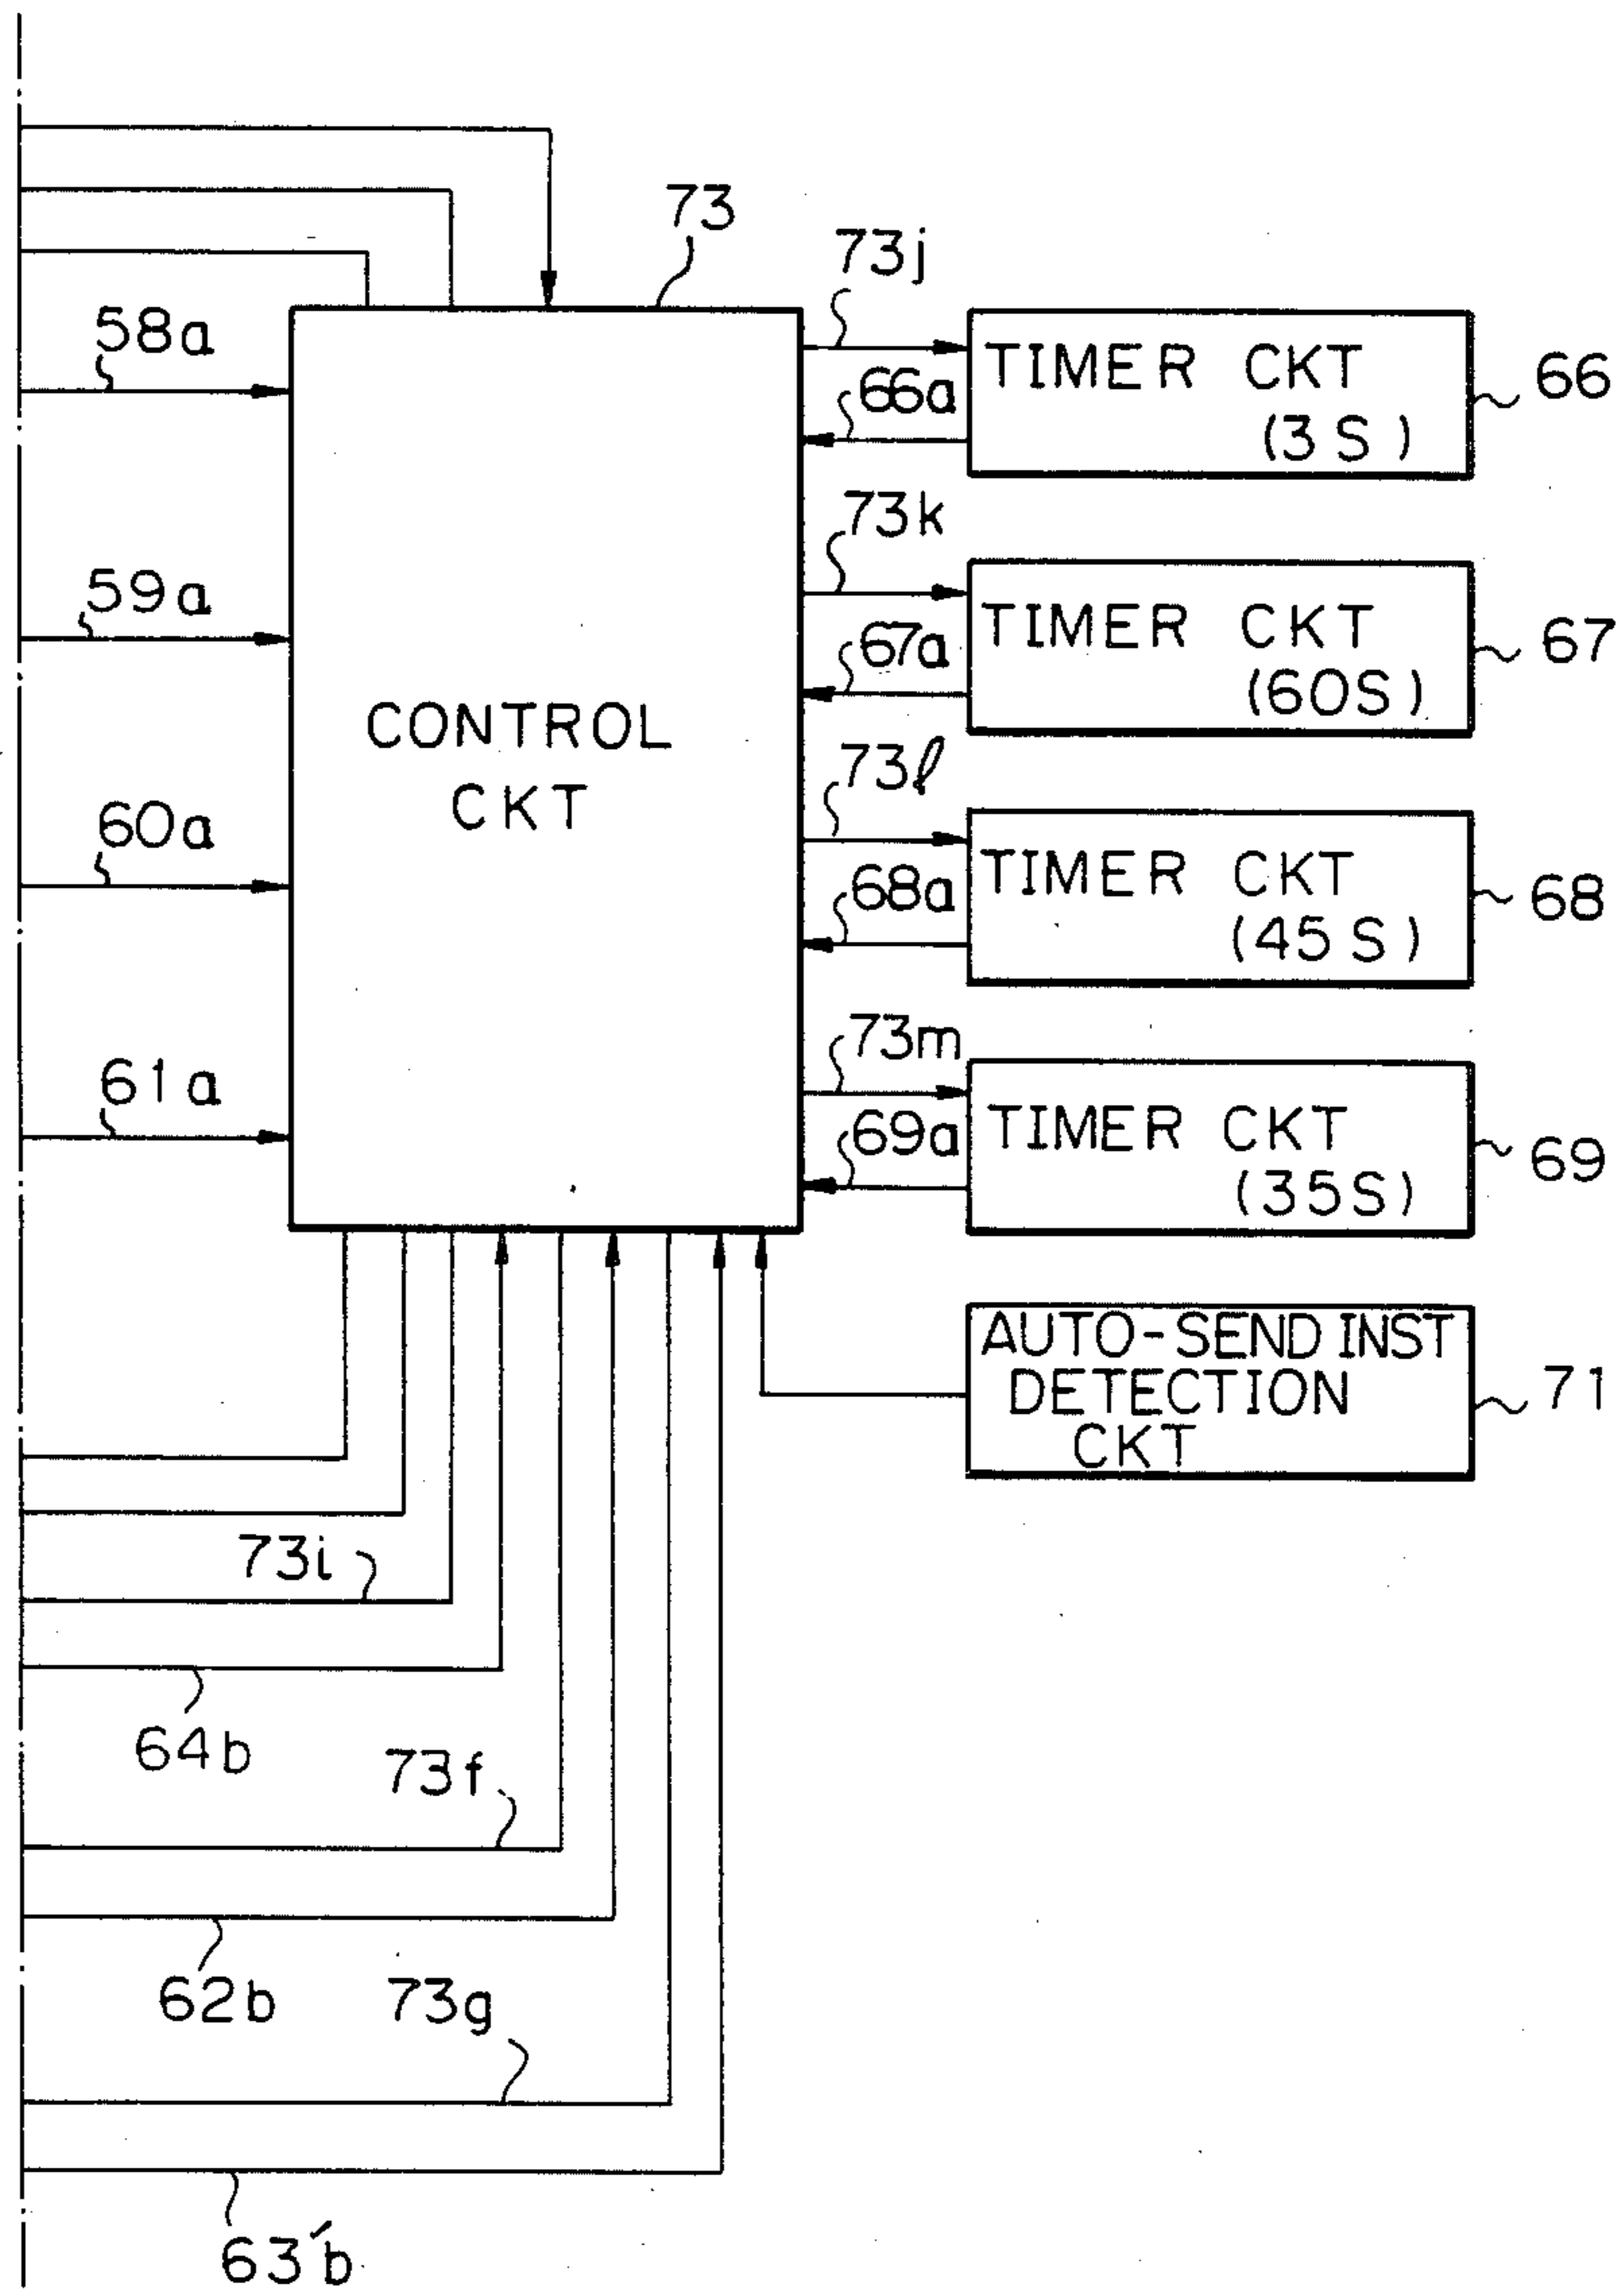 73
73j
58a
TIMER CKT
(3S)
66
66a
73k
59a
TIMER CKT
(60S)
67
67a
CONTROL
CKT
73l
60a
TIMER CKT
(45S)
68
68a
73m
61a
TIMER CKT
(35S)
69
69a
AUTO-SEND INST
DETECTION
CKT
71
73i
64b
73f
62b
73g
63'b